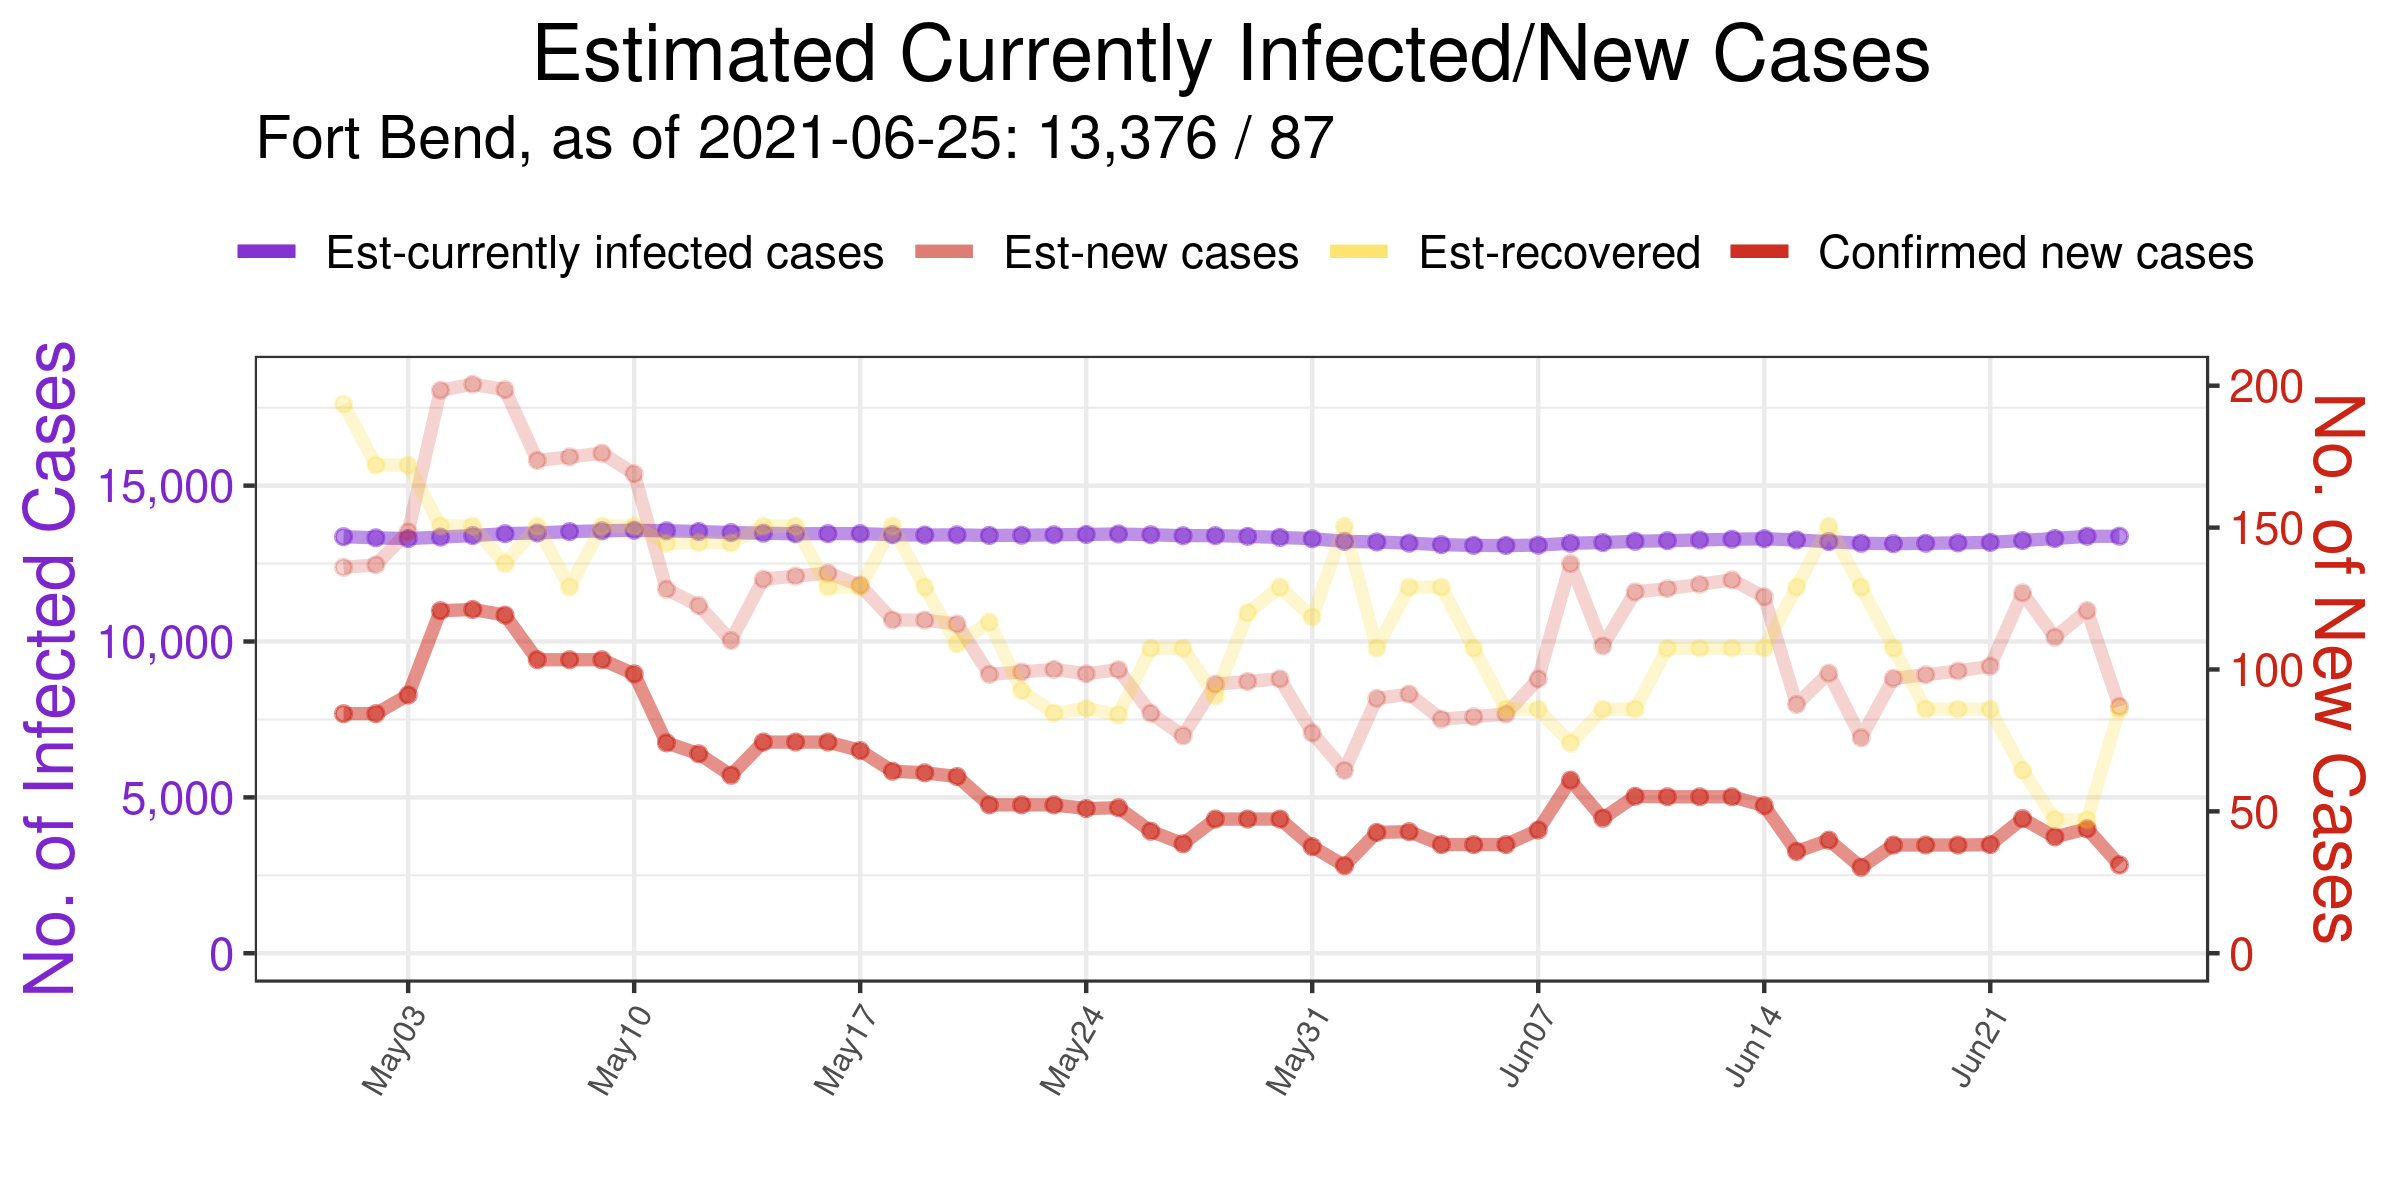 Estimated Currently Infected/New Cases
Fort Bend, as of 2021-06-25: 13,376 / 87
Est-currently infected cases Est-new cases Est-recovered Confirmed new cases
No. of Infected Cases
15,000
10,000
5,000
0
200
150
100
50
0
No. of New Cases
May03 May10 May17 May24 May31 Jun07 Jun14 Jun21